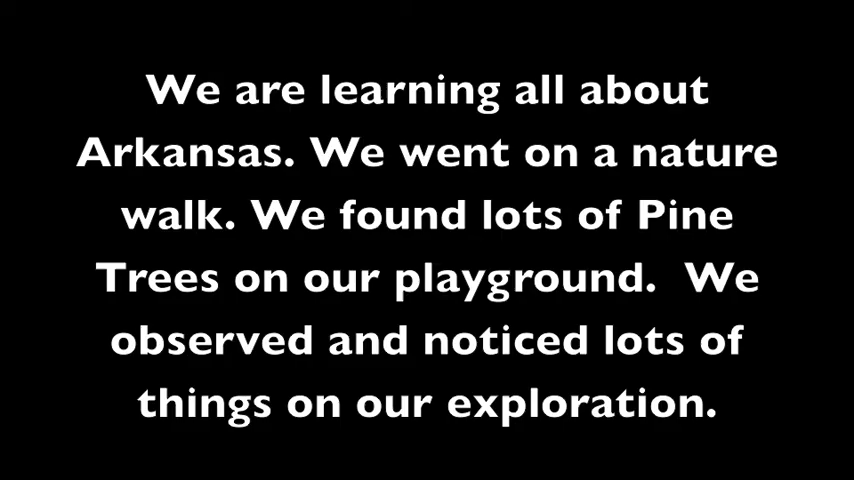 We are learning all about
Arkansas. We went on a nature
walk. We found lots of Pine
Trees on our playground.  We
observed and noticed lots of
things on our exploration.